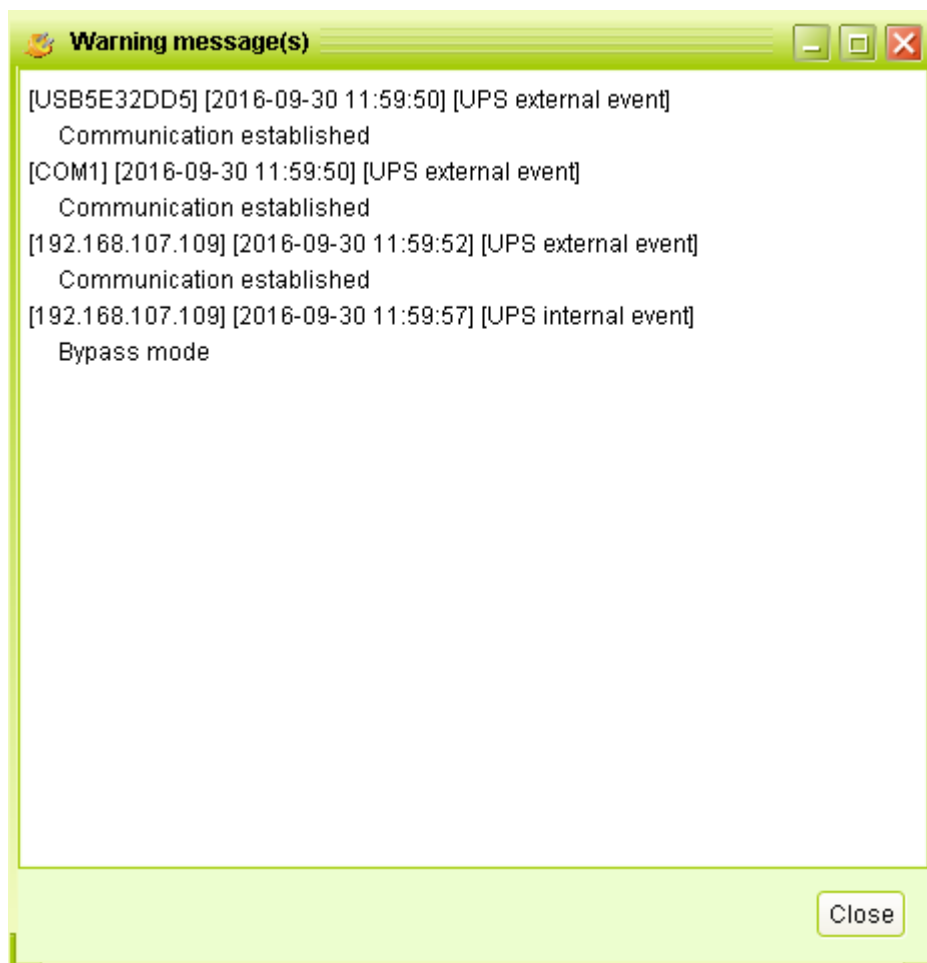 Warning message(s)
[USB5E32DD5] [2016-09-30 11:59:50] [UPS external event]
Communication established
[COM1] [2016-09-30 11:59:50] [UPS external event]
Communication established
[192.168.107.109] [2016-09-30 11:59:52] [UPS external event]
Communication established
[192.168.107.109] [2016-09-30 11:59:57] [UPS internal event]
Bypass mode
Close